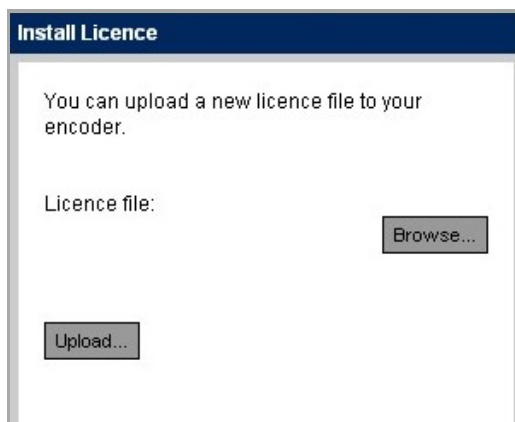 Install Licence
You can upload a new licence file to your
encoder.
Licence file:
Browse...
Upload...